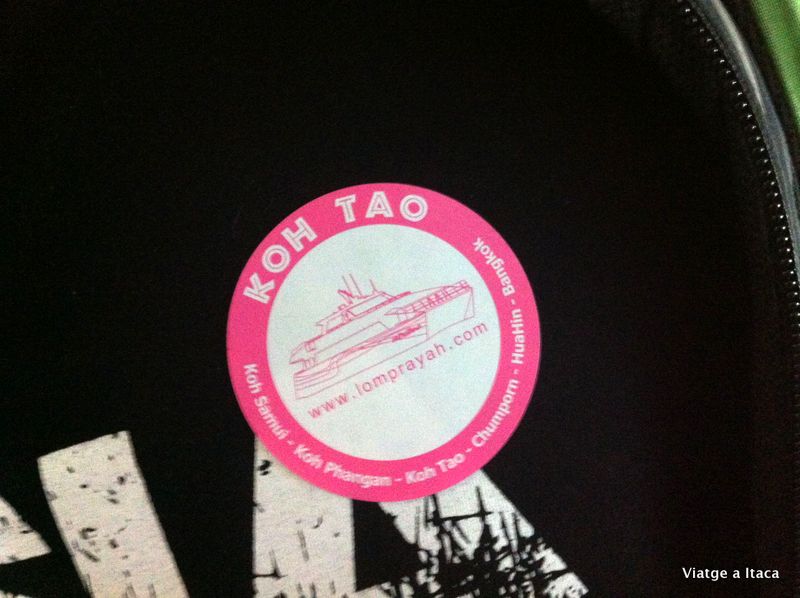 KOH TAO
www.lomprayah.com
Koh Samui - Koh Phangan - Koh Tao - Chumporn - HuaHin - Bangkok
Viatge a Itaca